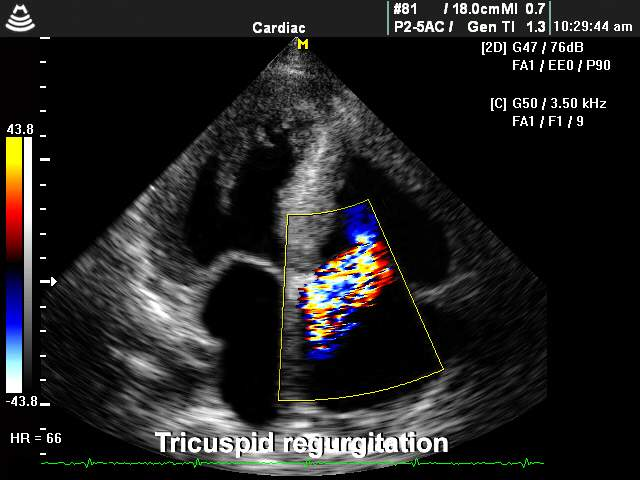 Cardiac
#81 / 18.0cm MI 0.7
P2-5AC / Gen TI 1.3
10:29:44 am
M
[2D] G47 / 76dB
FA1 / EE0 / P90
[C] G50 / 3.50 kHz
FA1 / F1 / 9
43.8
-43.8
HR = 66
Tricuspid regurgitation